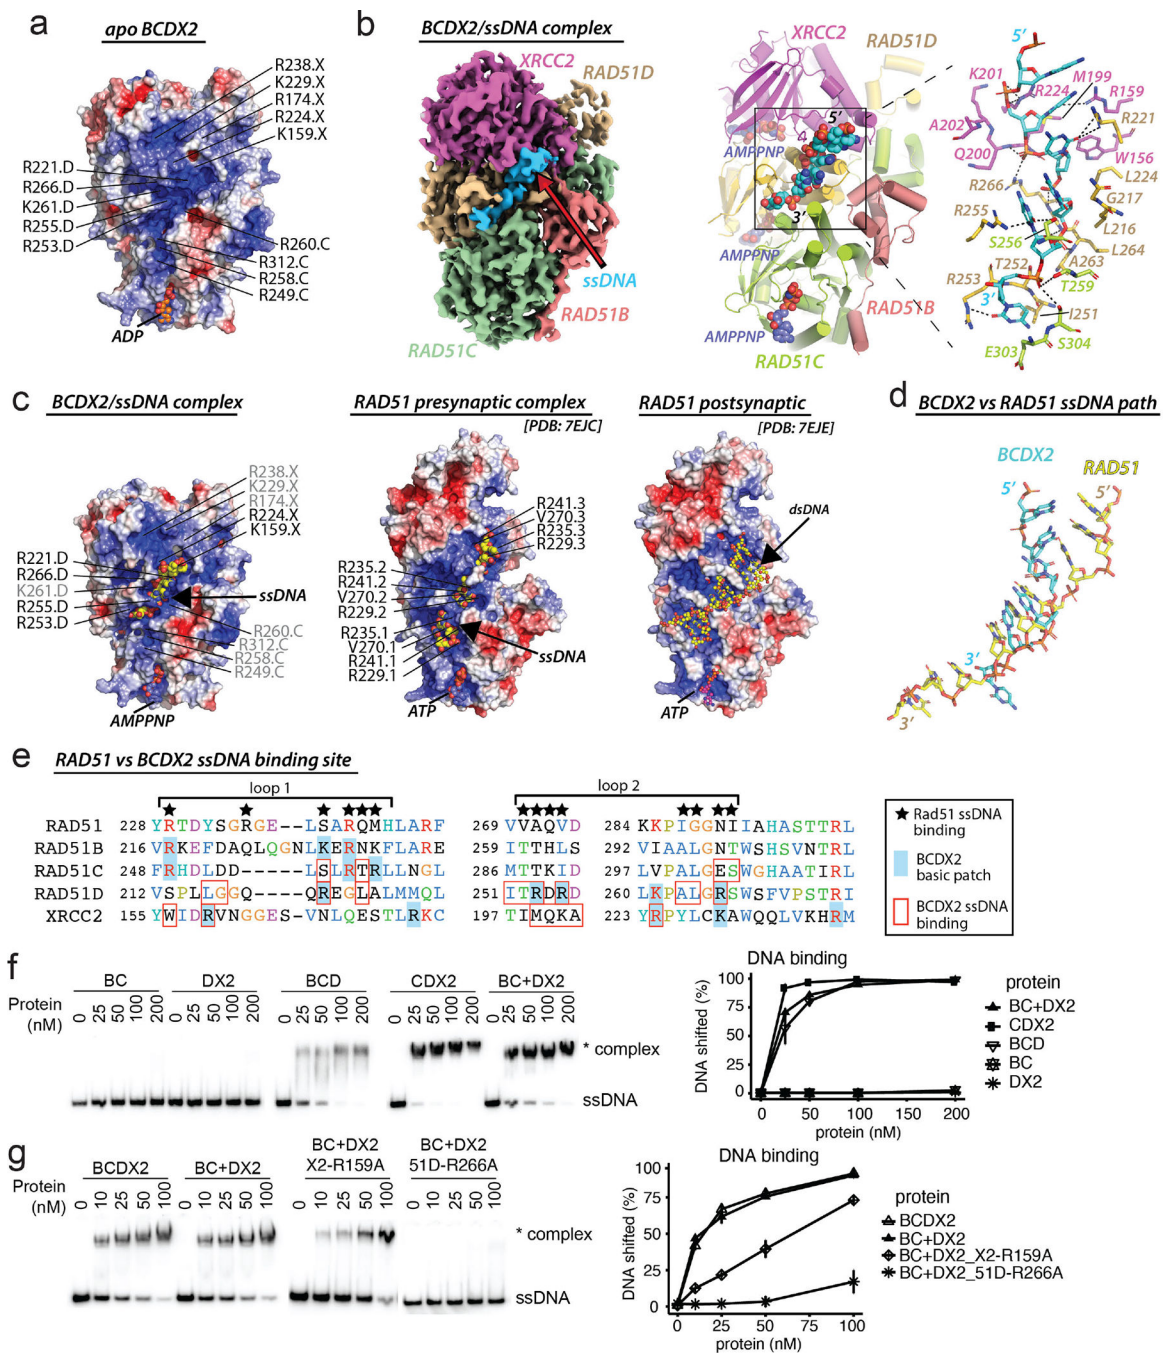 a
apo BCDX2
R238.X
K229.X
R174.X
R224.X
K159.X
R221.D
R266.D
K261.D
R255.D
R253.D
R260.C
R312.C
R258.C
R249.C
ADP
b
BCDX2/ssDNA complex
XRCC2
RAD51D
ssDNA
RAD51B
RAD51C
XRCC2
RAD51D
5'
AMPPNP
3'
AMPPNP
RAD51B
AMPPNP
RAD51C
5'
K201
M199
R224
R159
R221
A202
Q200
W156
R266
L224
G217
R255
L216
S256
L264
A263
R253
T252
T259
3'
I251
E303
S304
c
BCDX2/ssDNA complex
R238.X
K229.X
R174.X
R224.X
K159.X
R221.D
R266.D
K261.D
R255.D
R253.D
ssDNA
R260.C
R312.C
R258.C
R249.C
AMPPNP
RAD51 presynaptic complex
[PDB: 7EJC]
R241.3
V270.3
R235.3
R229.3
R235.2
R241.2
V270.2
R229.2
R235.1
V270.1
R241.1
R229.1
ssDNA
ATP
RAD51 postsynaptic
[PDB: 7EJE]
dsDNA
ATP
d
BCDX2 vs RAD51 ssDNA path
BCDX2
RAD51
5'
5'
3'
3'
e
RAD51 vs BCDX2 ssDNA binding site
loop 1
loop 2
RAD51 228 YRTDYSGRGE--LSARQMHLARF 269 VVAQVD 284 KKPIGGNIIAHASTTRL
RAD51B 216 VRKEFDAQLQGNLKERNKFLARE 259 ITTHLS 292 VIAALGNTWSHSVNTRL
RAD51C 248 FRHDLDD-----LSLRTRLLNGL 286 MTTKID 297 LVPALGESWGHAATIRL
RAD51D 212 VSPLLGGQ----QREGLALMMQL 251 ITRDRD 260 LKPALGRSWSFVPSTRI
XRCC2 155 YWIDRVNGGES-VNLQESTLRKC 197 TIMQKA 223 YRPYLCKAWQQLVKHRM
Rad51 ssDNA
binding
BCDX2
basic patch
BCDX2 ssDNA
binding
f
BC DX2 BCD CDX2 BC+DX2
Protein
(nM)
0 25 50 100 200 0 25 50 100 200 0 25 50 100 200 0 25 50 100 200 0 25 50 100 200
* complex
ssDNA
DNA binding
DNA shifted (%)
100
75
50
25
0
0 50 100 150 200
protein (nM)
protein
BC+DX2
CDX2
BCD
BC
DX2
g
BCDX2 BC+DX2 BC+DX2
X2-R159A
BC+DX2
51D-R266A
Protein
(nM)
0 10 25 50 100 0 10 25 50 100 0 10 25 50 100 0 10 25 50 100
* complex
ssDNA
DNA binding
DNA shifted (%)
100
75
50
25
0
0 25 50 75 100
protein (nM)
protein
BCDX2
BC+DX2
BC+DX2_X2-R159A
BC+DX2_51D-R266A